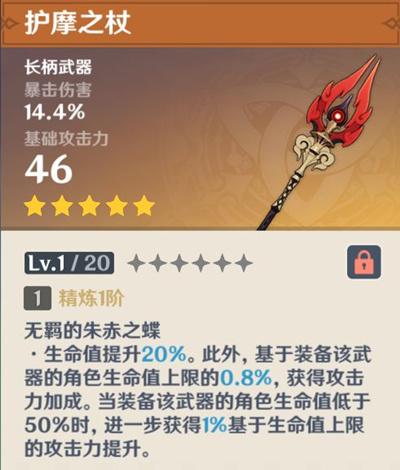 护摩之杖
长柄武器
暴击伤害
14.4%
基础攻击力
46
Lv.1 / 20
1 精炼1阶
无羁的朱赤之蝶
·生命值提升20%。此外，基于装备该武
器的角色生命值上限的0.8%，获得攻击
力加成。当装备该武器的角色生命值低于
50%时，进一步获得1%基于生命值上限
的攻击力提升。